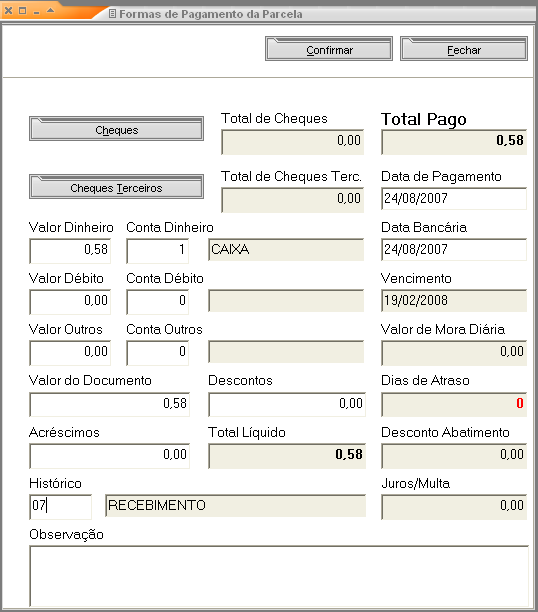 Formas de Pagamento da Parcela
Confirmar Fechar
Total de Cheques Total Pago
Cheques 0,00 0,58
Total de Cheques Terc. Data de Pagamento
Cheques Terceiros 0,00 24/08/2007
Valor Dinheiro Conta Dinheiro Data Bancária
0,58 1 CAIXA 24/08/2007
Valor Débito Conta Débito Vencimento
0,00 0 19/02/2008
Valor Outros Conta Outros Valor de Mora Diária
0,00 0 0,00
Valor do Documento Descontos Dias de Atraso
0,58 0,00 0
Acréscimos Total Líquido Desconto Abatimento
0,00 0,58 0,00
Histórico Juros/Multa
07 RECEBIMENTO 0,00
Observação